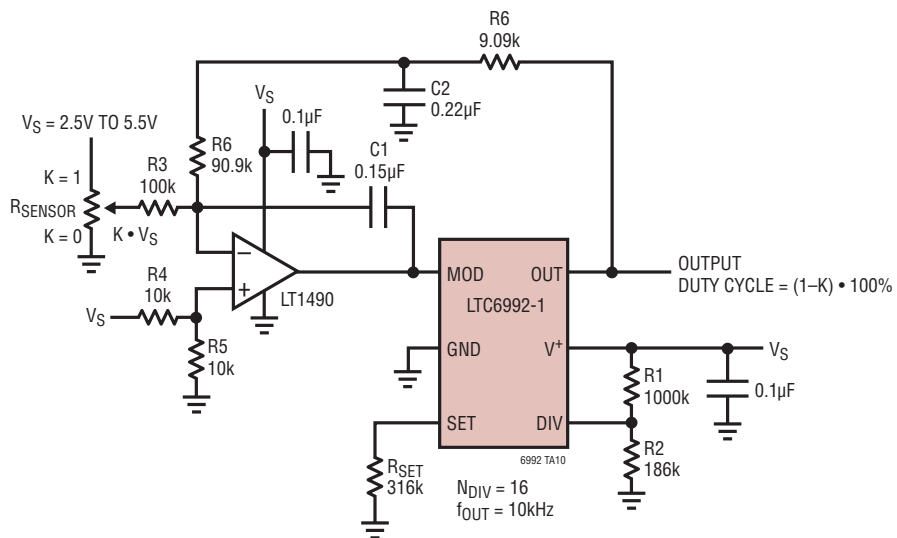 R6
9.09k
C2
0.22µF
VS
0.1µF
VS = 2.5V TO 5.5V
R6
90.9k
C1
0.15µF
K = 1
R3
100k
RSENSOR
K = 0
K • VS
–
+
LT1490
R4
10k
VS
R5
10k
MOD
OUT
LTC6992-1
GND
V+
SET
DIV
OUTPUT
DUTY CYCLE = (1–K) • 100%
VS
R1
1000k
0.1µF
R2
186k
6992 TA10
RSET
316k
NDIV = 16
fOUT = 10kHz